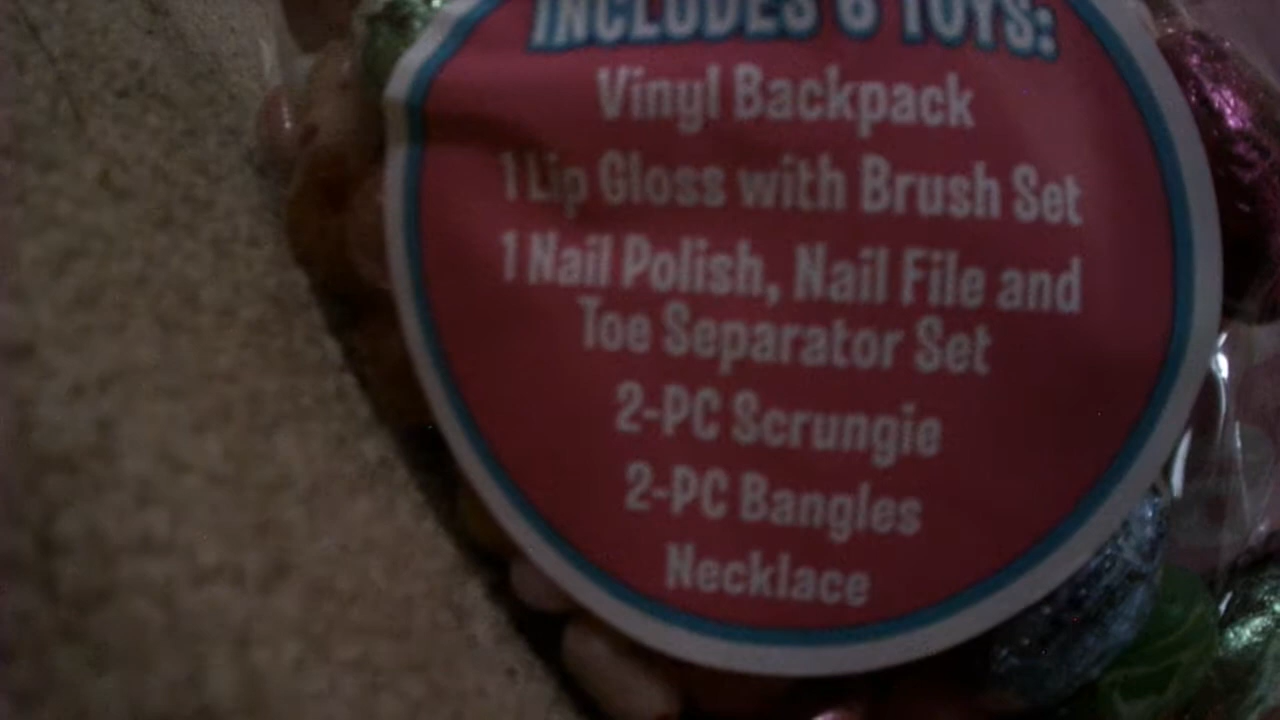 INCLUDES 6 TOYS:
Vinyl Backpack
1 Lip Gloss with Brush Set
1 Nail Polish, Nail File and
Toe Separator Set
2-PC Scrungie
2-PC Bangles
Necklace